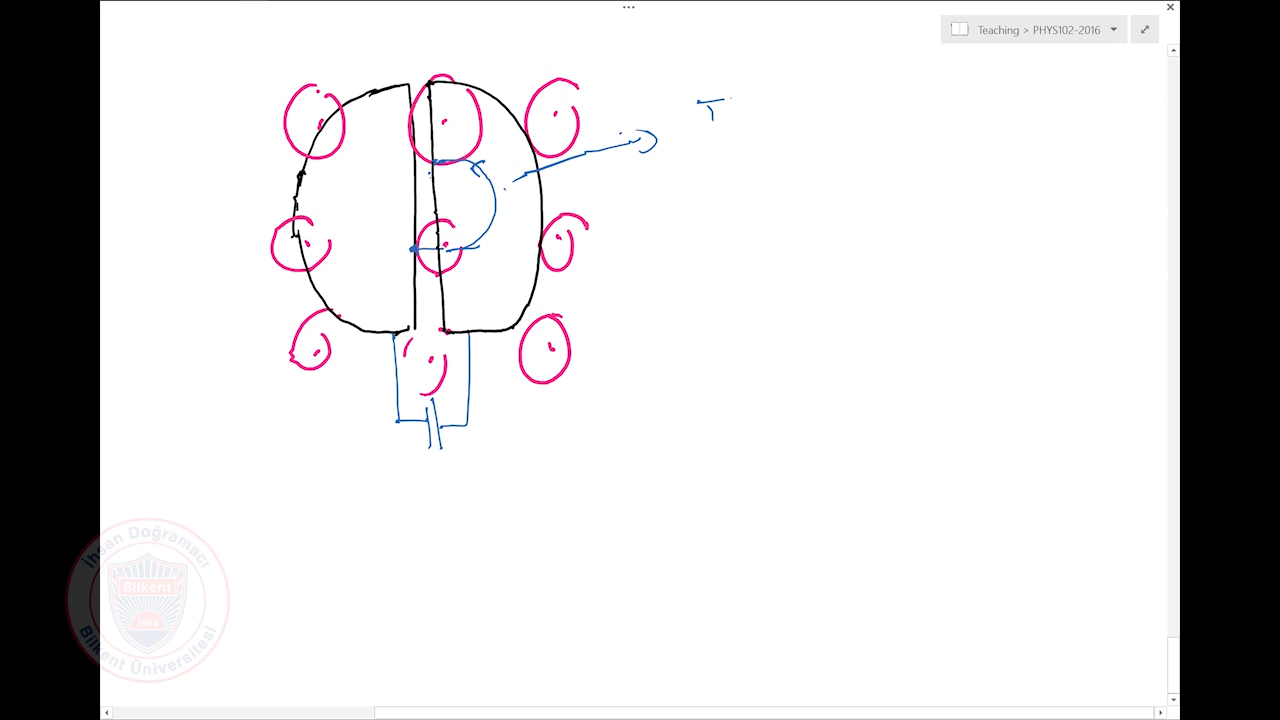 Teaching > PHYS102-2016
T
İhsan Doğramacı
Bilkent
1984
Bilkent Üniversitesi